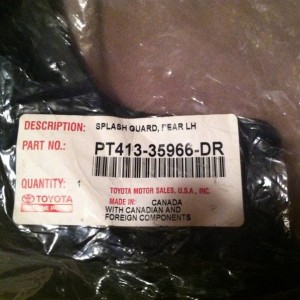 DESCRIPTION: SPLASH GUARD, REAR LH
PART NO.: PT413-35966-DR
QUANTITY: 1
TOYOTA MOTOR SALES, U.S.A., INC.
TOYOTA
MADE IN: CANADA
WITH CANADIAN AND
FOREIGN COMPONENTS